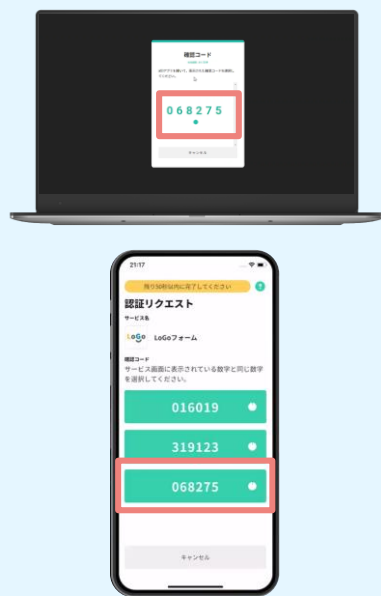 確認コード
068275
キャンセル
21:17
残り50秒以内に完了してください
認証リクエスト
サービス名
LoGo
LoGoフォーム
確認コード
サービス画面に表示されている数字と同じ数字
を選択してください。
016019
319123
068275
キャンセル